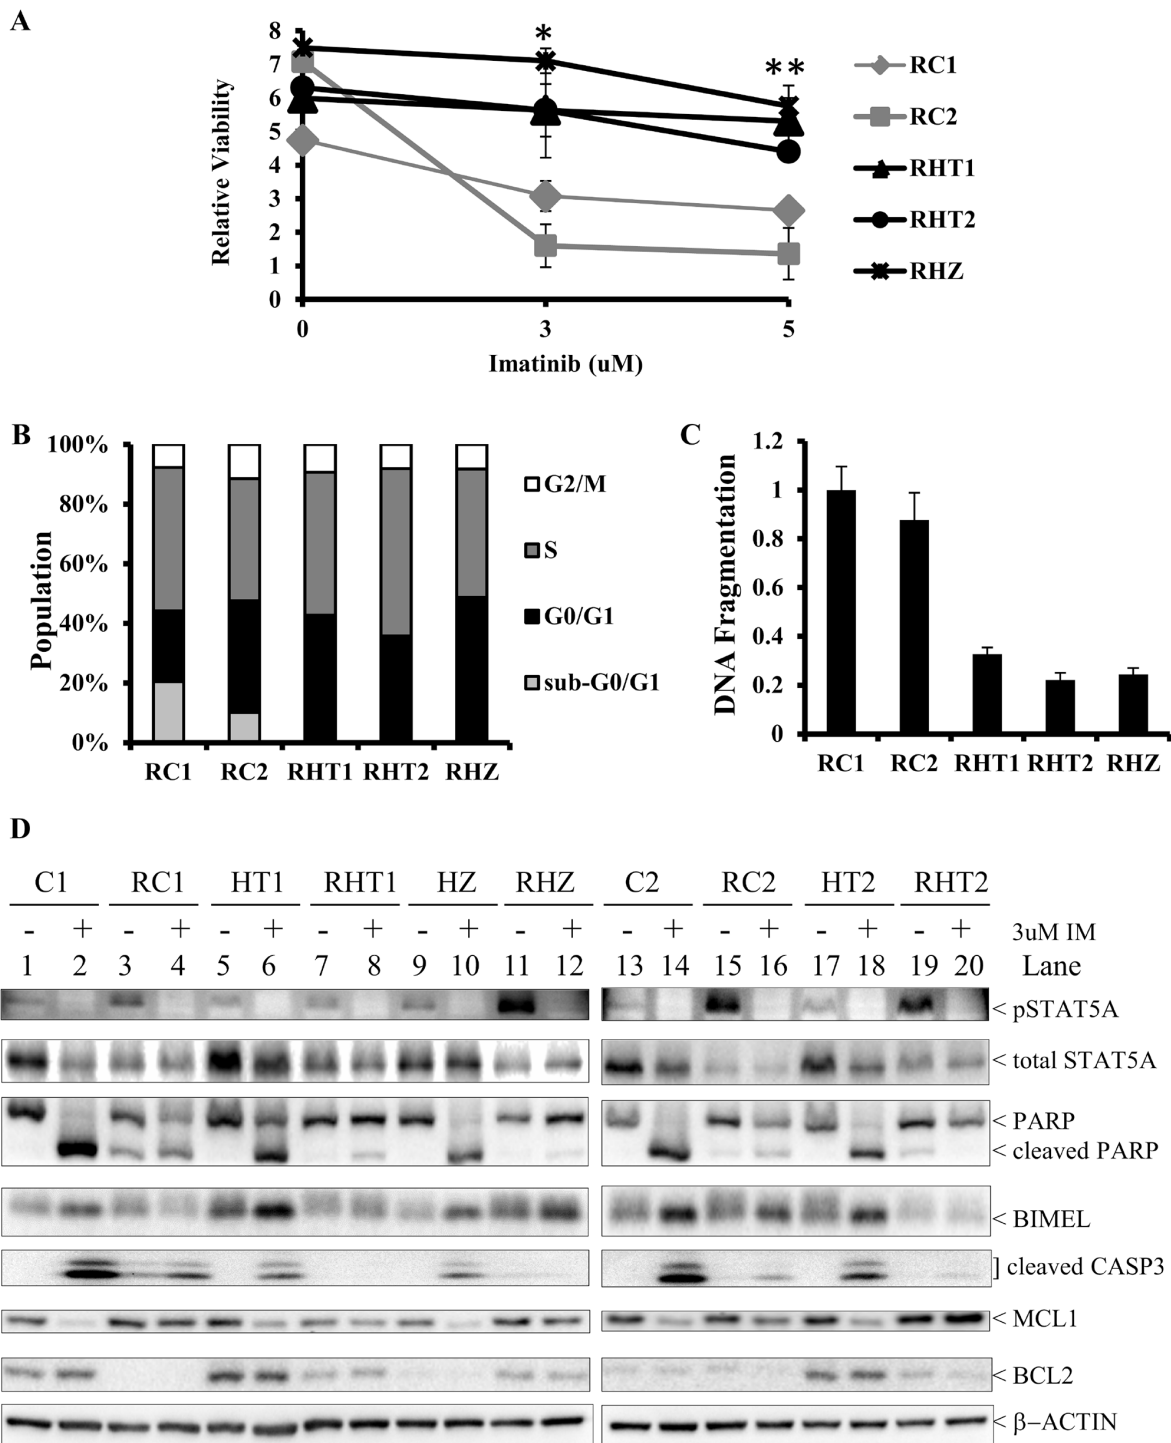 A
8
7
6
5
4
3
2
1
0
Relative Viability
*
**
0 3 5
Imatinib (uM)
RC1
RC2
RHT1
RHT2
RHZ
B
100%
80%
60%
40%
20%
0%
Population
RC1 RC2 RHT1 RHT2 RHZ
G2/M
S
G0/G1
sub-G0/G1
C
1.2
1
0.8
0.6
0.4
0.2
0
DNA Fragmentation
RC1 RC2 RHT1 RHT2 RHZ
D
C1 RC1 HT1 RHT1 HZ RHZ C2 RC2 HT2 RHT2
- + - + - + - + - + - + - + - + - + - + 3uM IM
1 2 3 4 5 6 7 8 9 10 11 12 13 14 15 16 17 18 19 20 Lane
< pSTAT5A
< total STAT5A
< PARP
< cleaved PARP
< BIMEL
] cleaved CASP3
< MCL1
< BCL2
< β−ACTIN